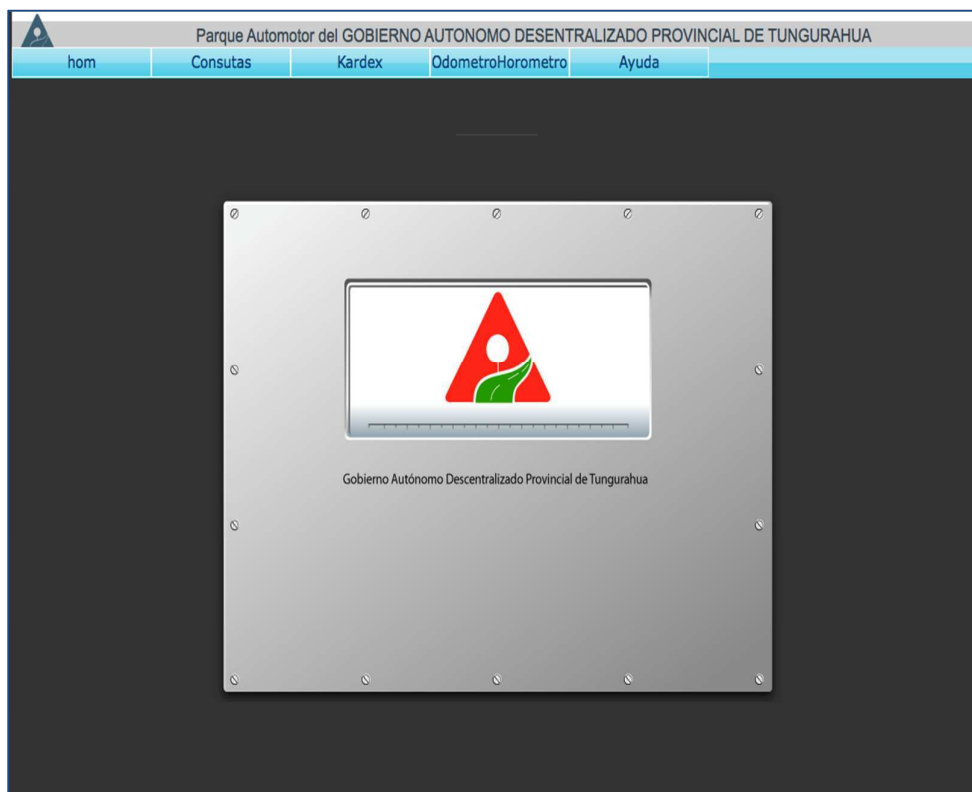 Parque Automotor del GOBIERNO AUTONOMO DESENTRALIZADO PROVINCIAL DE TUNGURAHUA
hom Consutas Kardex OdometroHorometro Ayuda
Gobierno Autónomo Descentralizado Provincial de Tungurahua